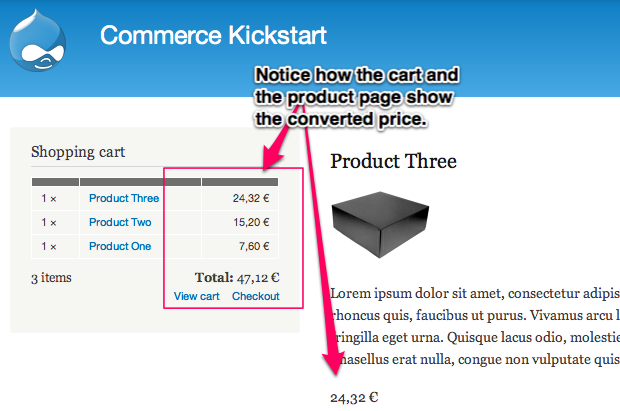 Commerce Kickstart
Notice how the cart and
the product page show
the converted price.
Shopping cart
1 × Product Three 24,32 €
1 × Product Two 15,20 €
1 × Product One 7,60 €
3 items Total: 47,12 €
View cart Checkout
Product Three
Lorem ipsum dolor sit amet, consectetur adipis
rhoncus quis, faucibus ut purus. Vivamus arcu l
fringilla eget urna. Quisque lacus odio, molestie
Phasellus erat nulla, congue non vulputate quis
24,32 €